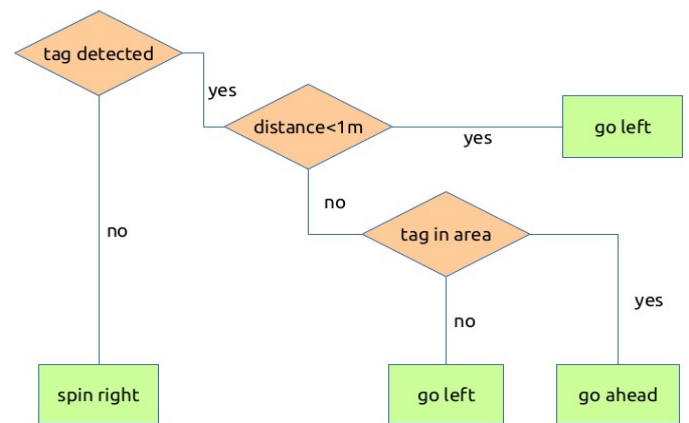 tag detected
yes
distance<1m
yes
go left
no
tag in area
no
yes
no
spin right
go left
go ahead